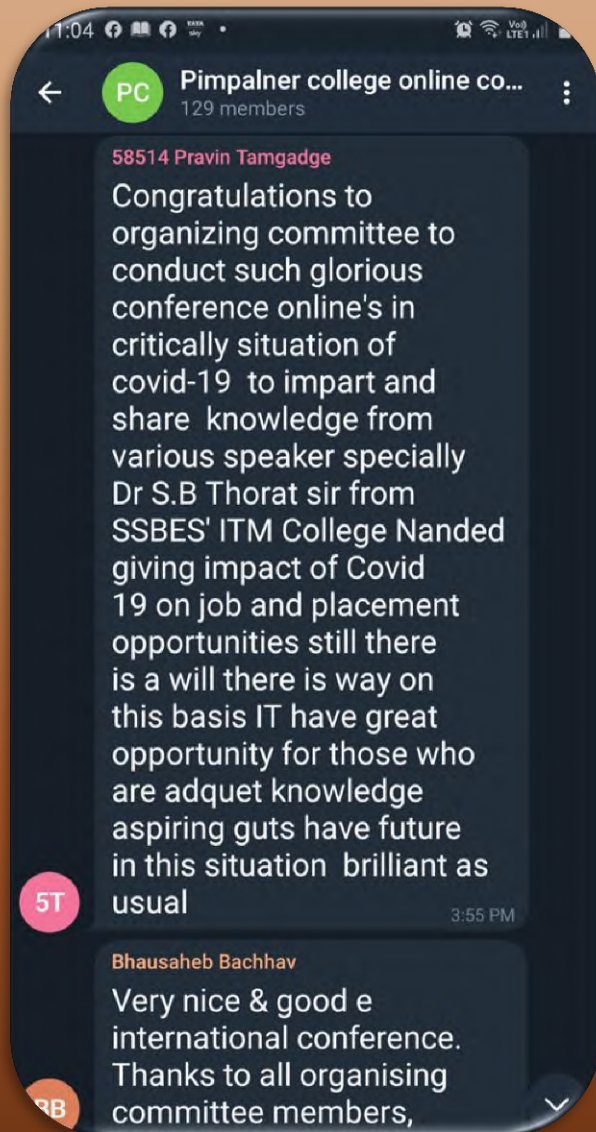 11:04
TATA
sky
Vo))
LTE1
PC
Pimpalner college online co...
129 members
58514 Pravin Tamgadge
Congratulations to
organizing committee to
conduct such glorious
conference online's in
critically situation of
covid-19  to impart and
share  knowledge from
various speaker specially
Dr S.B Thorat sir from
SSBES' ITM College Nanded
giving impact of Covid
19 on job and placement
opportunities still there
is a will there is way on
this basis IT have great
opportunity for those who
are adquet knowledge
aspiring guts have future
in this situation  brilliant as
usual
3:55 PM
5T
Bhausaheb Bachhav
Very nice & good e
international conference.
Thanks to all organising
committee members,
BB